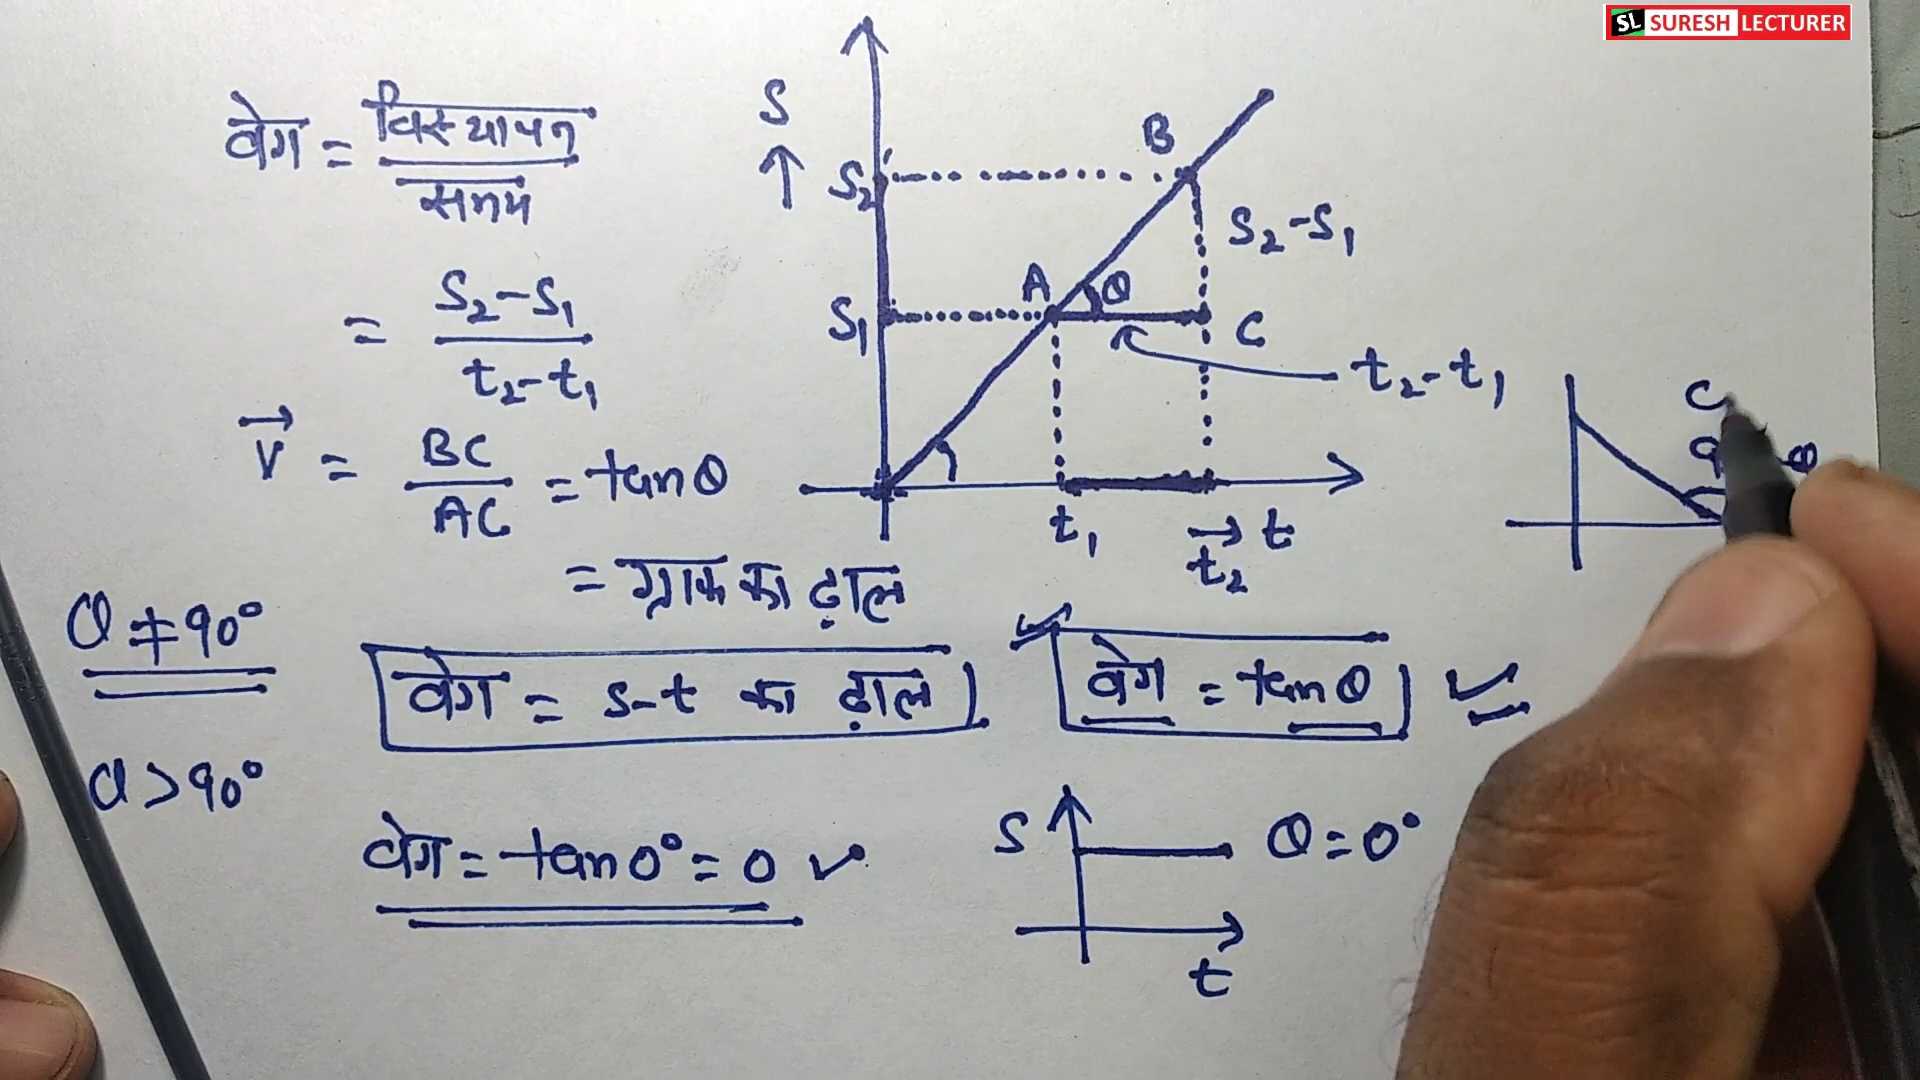 SL SURESH LECTURER
वेग = विस्थापन / समय
= S₂-S₁ / t₂-t₁
V⃗ = BC / AC = tanθ
= ग्राफ का ढ़ाल
θ ≠ 90°
वेग = s-t का ढ़ाल
वेग = tanθ
θ > 90°
वेग = tan0° = 0
S
S₂
S₁
A
B
θ
C
S₂-S₁
t₂-t₁
t₁
t₂
t
S
θ = 0°
t